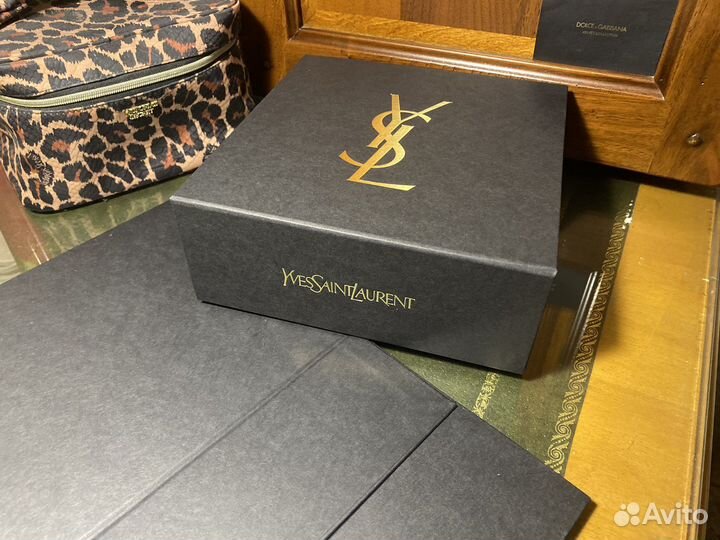 DOLCE & GABBANA
YSL
YVESSAINTLAURENT
Avito